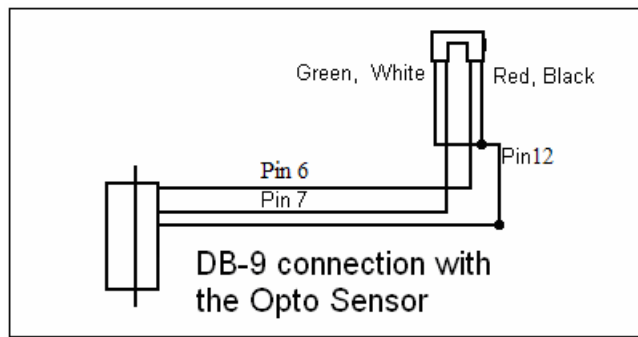 Green, White
Red, Black
Pin12
Pin 6
Pin 7
DB-9 connection with
the Opto Sensor